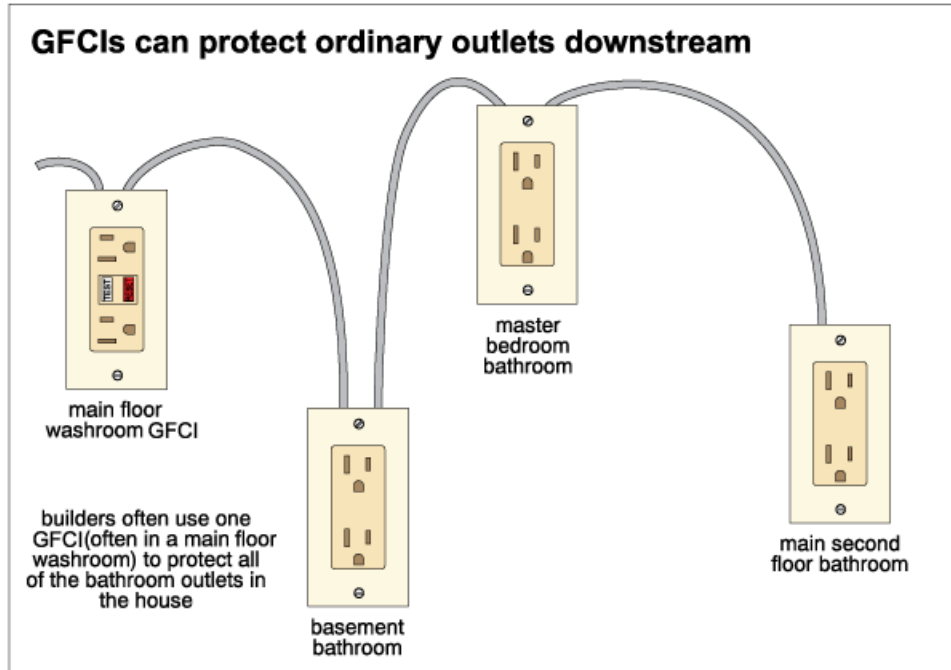 GFCIs can protect ordinary outlets downstream
TEST
RESET
main floor
washroom GFCI
master
bedroom
bathroom
builders often use one
GFCI(often in a main floor
washroom) to protect all
of the bathroom outlets in
the house
basement
bathroom
main second
floor bathroom